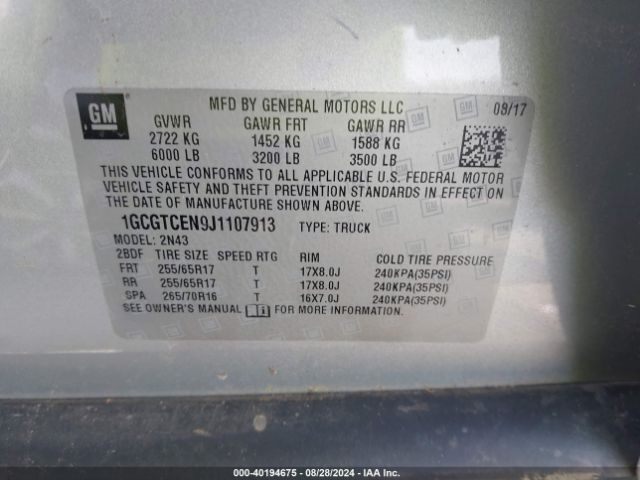 GM
MFD BY GENERAL MOTORS LLC 09/17
GVWR GAWR FRT GAWR RR
2722 KG 1452 KG 1588 KG
6000 LB 3200 LB 3500 LB
THIS VEHICLE CONFORMS TO ALL APPLICABLE U.S. FEDERAL MOTOR
VEHICLE SAFETY AND THEFT PREVENTION STANDARDS IN EFFECT ON
THE DATE OF MANUFACTURE SHOWN ABOVE.
1GCGTCEN9J1107913 TYPE: TRUCK
MODEL: 2N43
2BDF TIRE SIZE SPEED RTG RIM COLD TIRE PRESSURE
FRT 255/65R17 T 17X8.0J 240KPA(35PSI)
RR 255/65R17 T 17X8.0J 240KPA(35PSI)
SPA 265/70R16 T 16X7.0J 240KPA(35PSI)
SEE OWNER'S MANUAL FOR MORE INFORMATION.
000-40194675 - 08/28/2024 - IAA Inc.